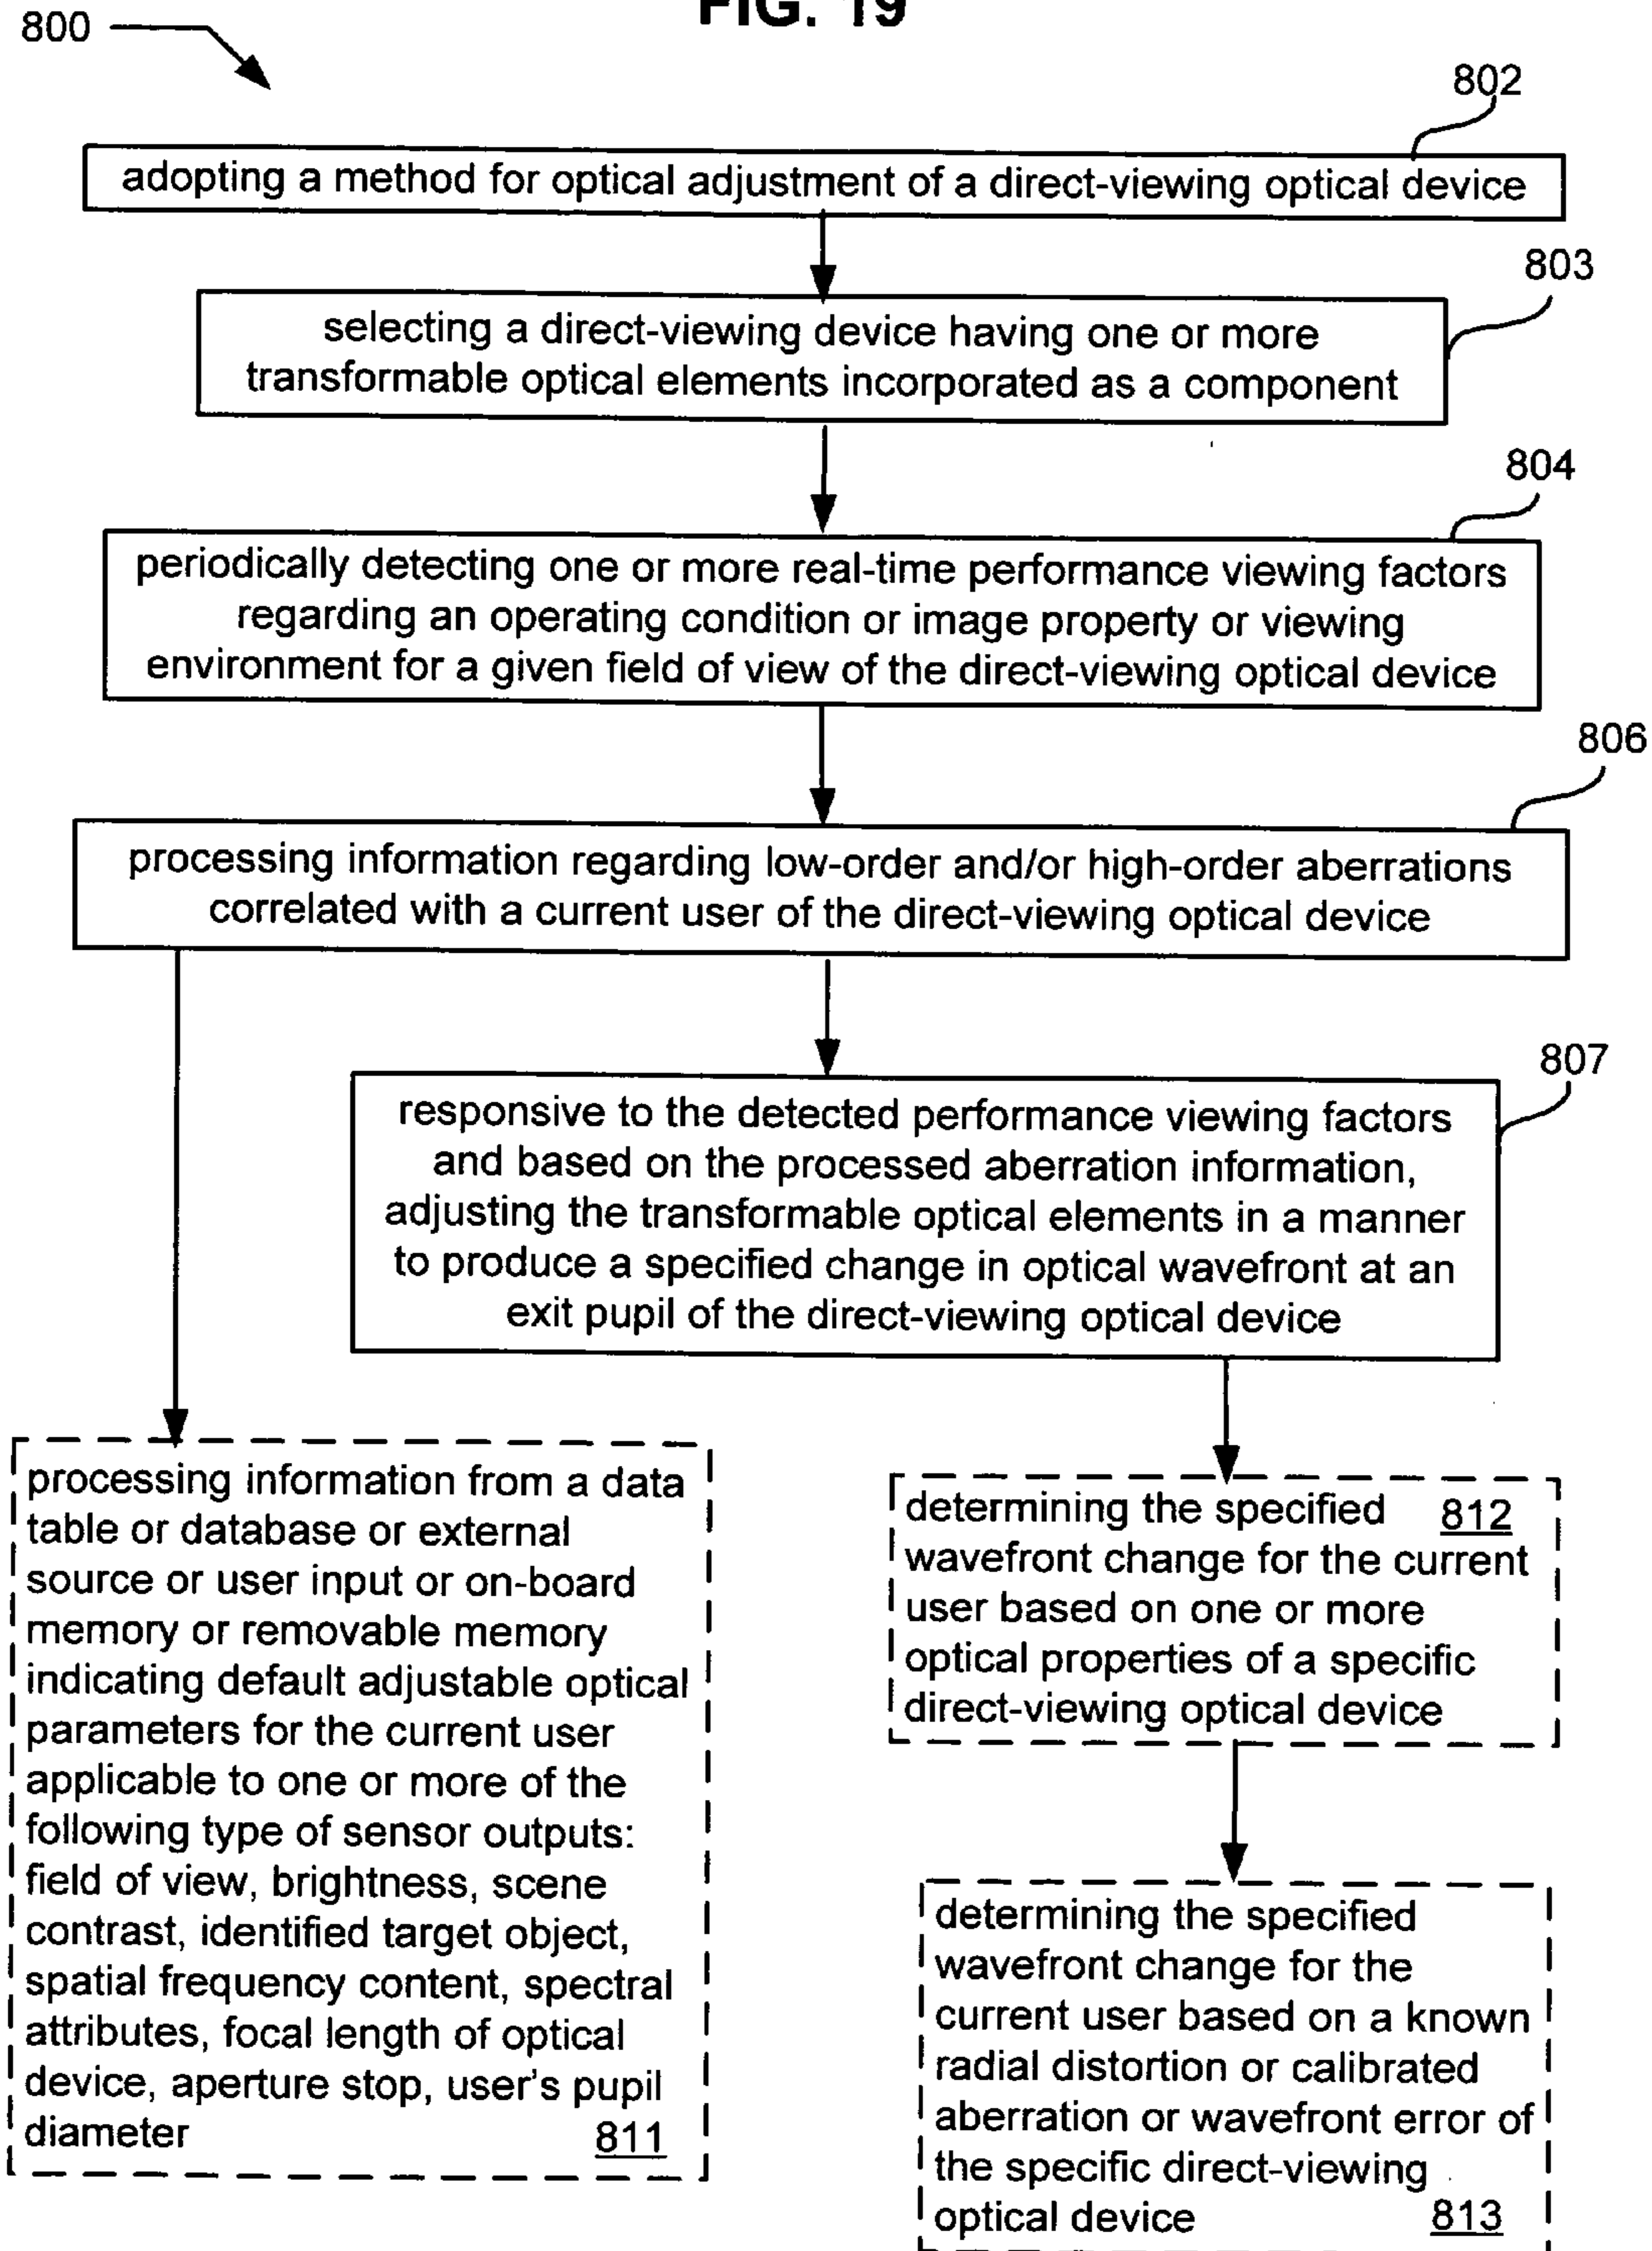 FIG. 19
800
802
adopting a method for optical adjustment of a direct-viewing optical device
803
selecting a direct-viewing device having one or more
transformable optical elements incorporated as a component
804
periodically detecting one or more real-time performance viewing factors
regarding an operating condition or image property or viewing
environment for a given field of view of the direct-viewing optical device
806
processing information regarding low-order and/or high-order aberrations
correlated with a current user of the direct-viewing optical device
807
responsive to the detected performance viewing factors
and based on the processed aberration information,
adjusting the transformable optical elements in a manner
to produce a specified change in optical wavefront at an
exit pupil of the direct-viewing optical device
processing information from a data
table or database or external
source or user input or on-board
memory or removable memory
indicating default adjustable optical
parameters for the current user
applicable to one or more of the
following type of sensor outputs:
field of view, brightness, scene
contrast, identified target object,
spatial frequency content, spectral
attributes, focal length of optical
device, aperture stop, user's pupil
diameter 811
determining the specified 812
wavefront change for the current
user based on one or more
optical properties of a specific
direct-viewing optical device
determining the specified
wavefront change for the
current user based on a known
radial distortion or calibrated
aberration or wavefront error of
the specific direct-viewing
optical device 813